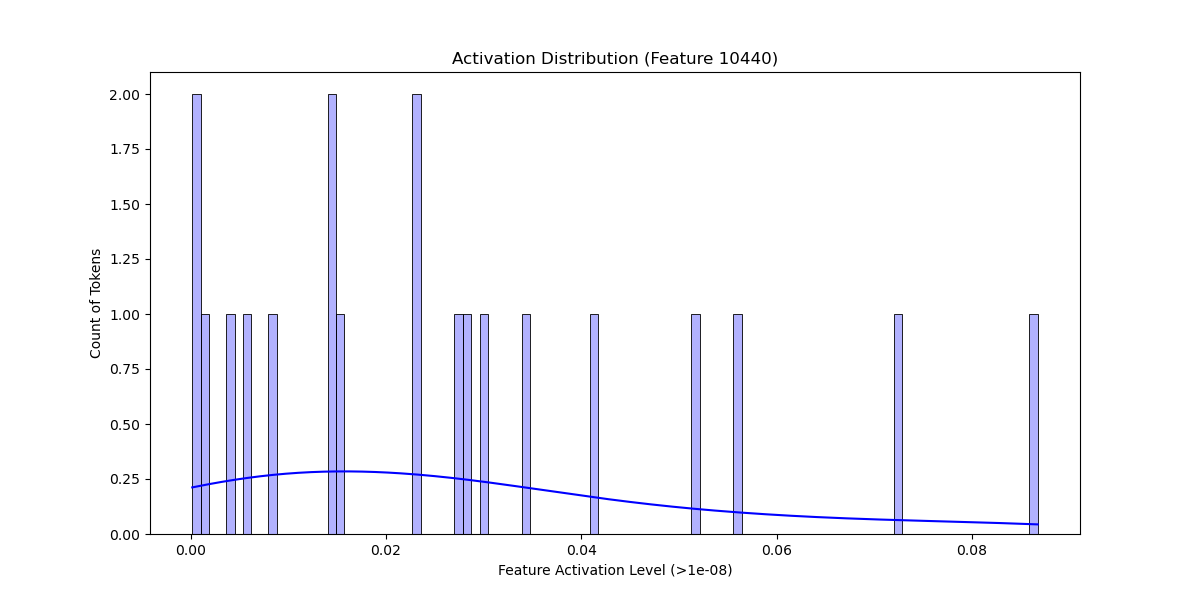 Activation Distribution (Feature 10440)
2.00
1.75
1.50
1.25
1.00
0.75
0.50
0.25
0.00
Count of Tokens
0.00 0.02 0.04 0.06 0.08
Feature Activation Level (>1e-08)